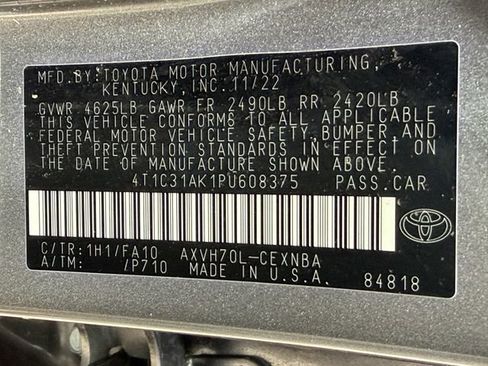 MFD.BY:TOYOTA MOTOR MANUFACTURING,
KENTUCKY, INC. 11/22
GVWR 4625LB GAWR FR 2490LB RR 2420LB
THIS VEHICLE CONFORMS TO ALL APPLICABLE
FEDERAL MOTOR VEHICLE SAFETY, BUMPER AND
THEFT PREVENTION STANDARDS IN EFFECT ON
THE DATE OF MANUFACTURE SHOWN ABOVE.
4T1C31AK1PU608375 PASS.CAR
C/TR:1H1/FA10 AXVH70L-CEXNBA
A/TM: /P710 MADE IN U.S.A. 84818